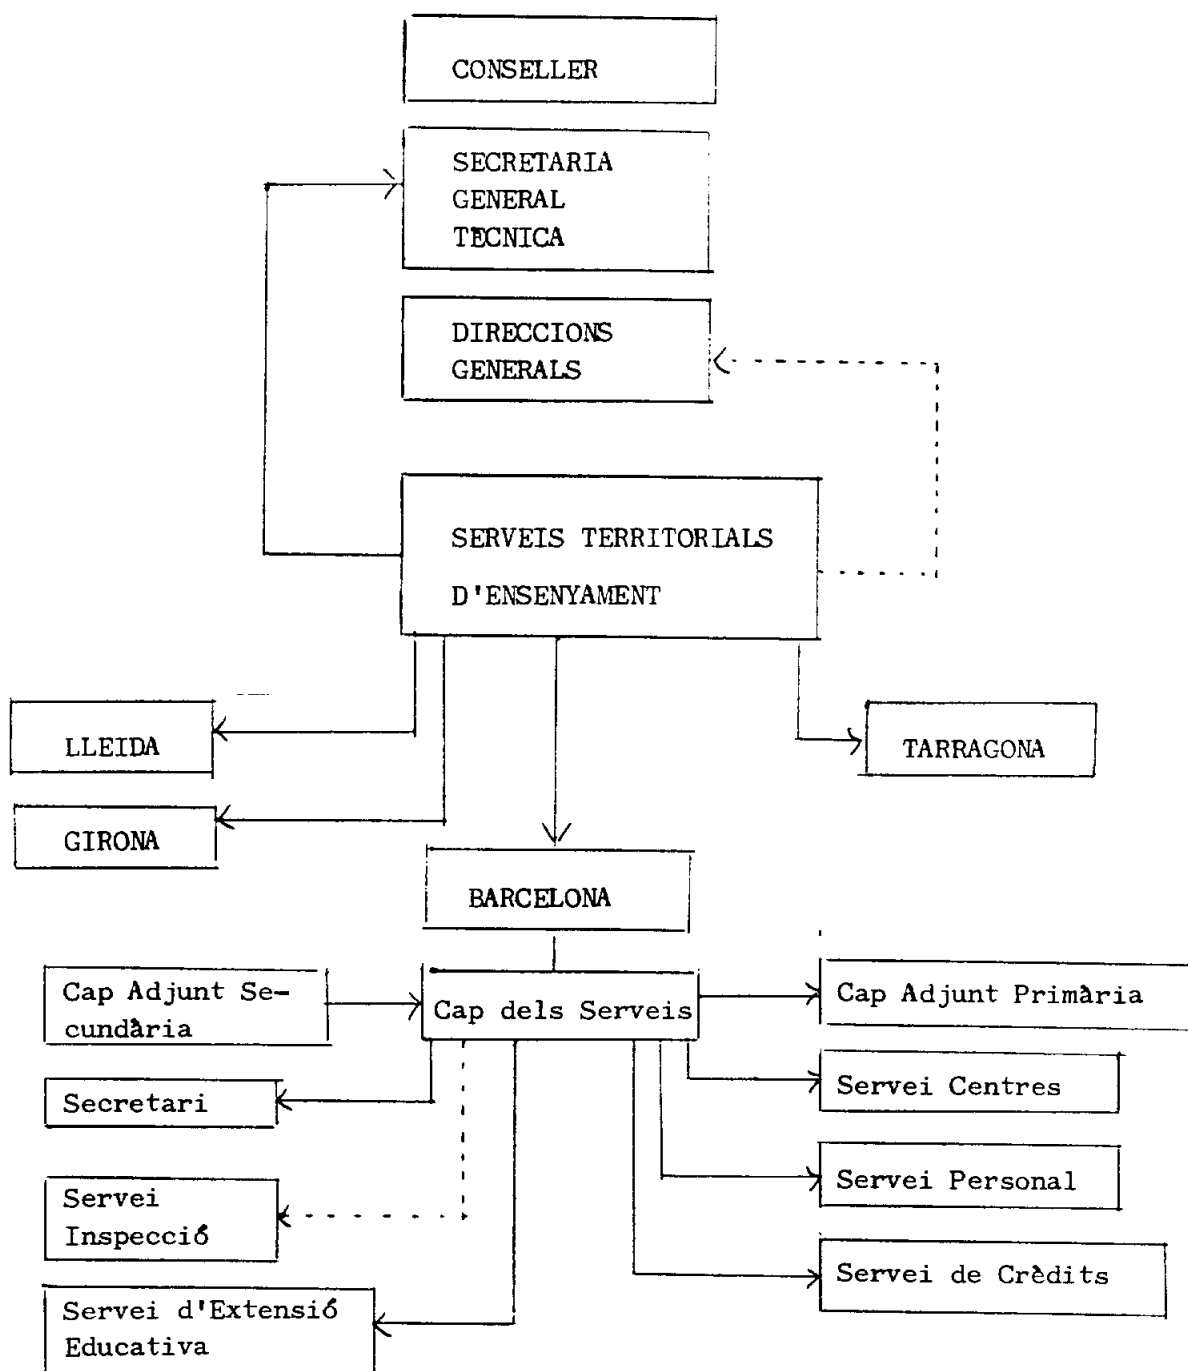 CONSELLER
SECRETARIA
GENERAL
TÈCNICA
DIRECCIONS
GENERALS
SERVEIS TERRITORIALS
D'ENSENYAMENT
LLEIDA
TARRAGONA
GIRONA
BARCELONA
Cap Adjunt Se-
cundària
Cap dels Serveis
Cap Adjunt Primària
Secretari
Servei Centres
Servei
Inspecció
Servei Personal
Servei d'Extensió
Educativa
Servei de Crèdits